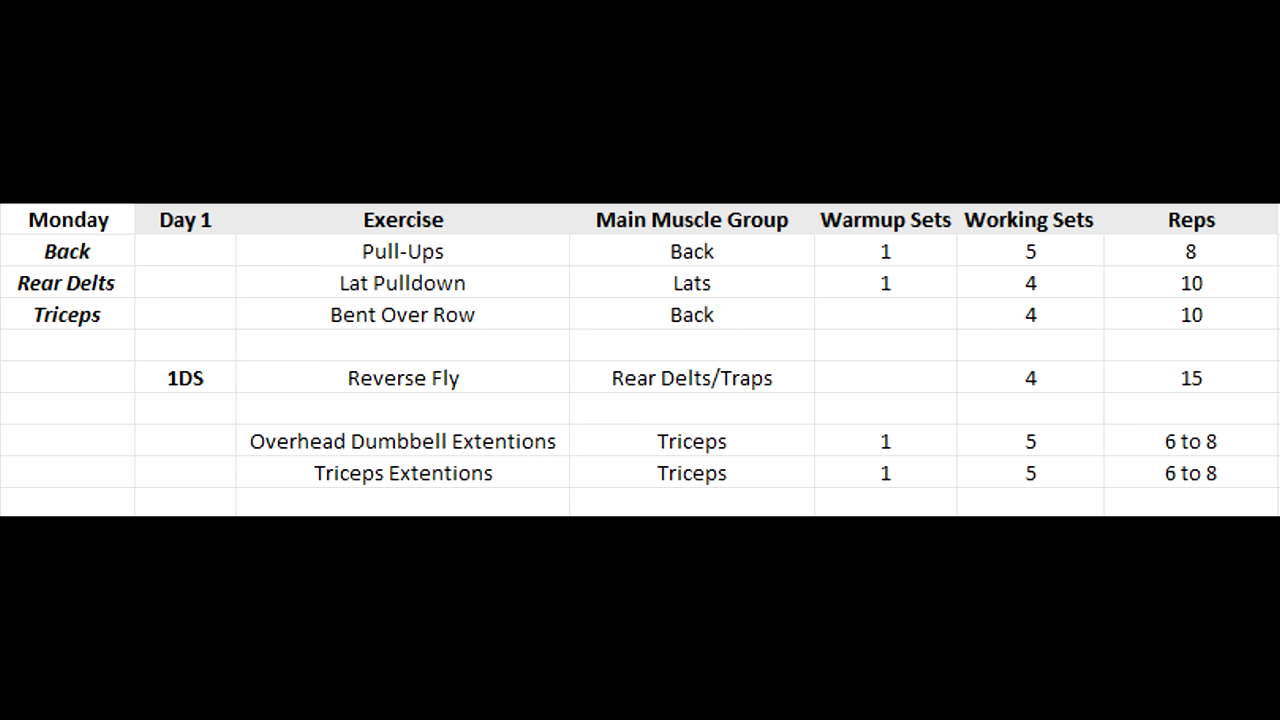 Monday Day 1 Exercise Main Muscle Group Warmup Sets Working Sets Reps
Back Pull-Ups Back 1 5 8
Rear Delts Lat Pulldown Lats 1 4 10
Triceps Bent Over Row Back 4 10
1DS Reverse Fly Rear Delts/Traps 4 15
Overhead Dumbbell Extentions Triceps 1 5 6 to 8
Triceps Extentions Triceps 1 5 6 to 8